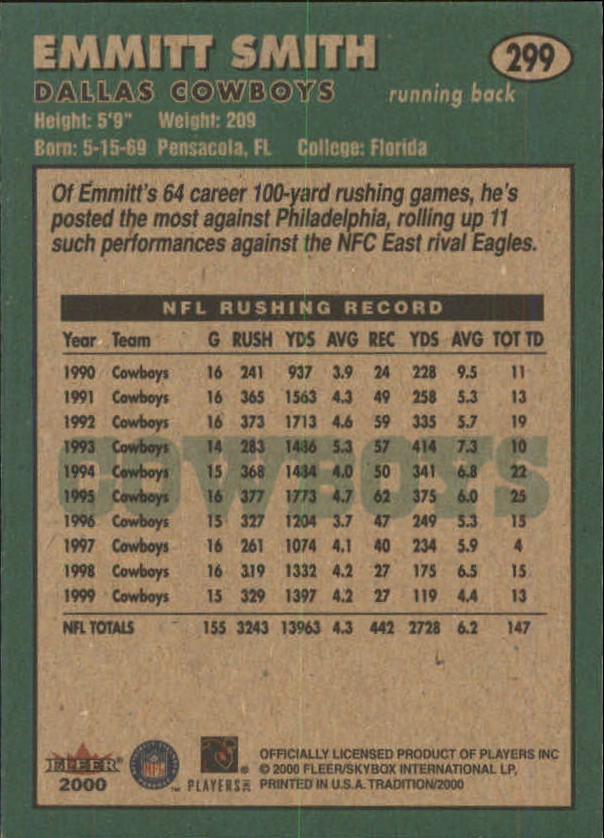 EMMITT SMITH
299
DALLAS COWBOYS running back
Height: 5'9" Weight: 209
Born: 5-15-69 Pensacola, FL College: Florida
Of Emmitt's 64 career 100-yard rushing games, he's
posted the most against Philadelphia, rolling up 11
such performances against the NFC East rival Eagles.
NFL RUSHING RECORD
Year Team G RUSH YDS AVG REC YDS AVG TOT TD
1990 Cowboys 16 241 937 3.9 24 228 9.5 11
1991 Cowboys 16 365 1563 4.3 49 258 5.3 13
1992 Cowboys 16 373 1713 4.6 59 335 5.7 19
1993 Cowboys 14 283 1486 5.3 57 414 7.3 10
1994 Cowboys 15 368 1484 4.0 50 341 6.8 22
1995 Cowboys 16 377 1773 4.7 62 375 6.0 25
1996 Cowboys 15 327 1204 3.7 47 249 5.3 15
1997 Cowboys 16 261 1074 4.1 40 234 5.9 4
1998 Cowboys 16 319 1332 4.2 27 175 6.5 15
1999 Cowboys 15 329 1397 4.2 27 119 4.4 13
NFL TOTALS 155 3243 13963 4.3 442 2728 6.2 147
COWBOYS
FLEER
2000
NFL
PLAYERS INC
OFFICIALLY LICENSED PRODUCT OF PLAYERS INC
© 2000 FLEER/SKYBOX INTERNATIONAL LP,
PRINTED IN U.S.A. TRADITION/2000